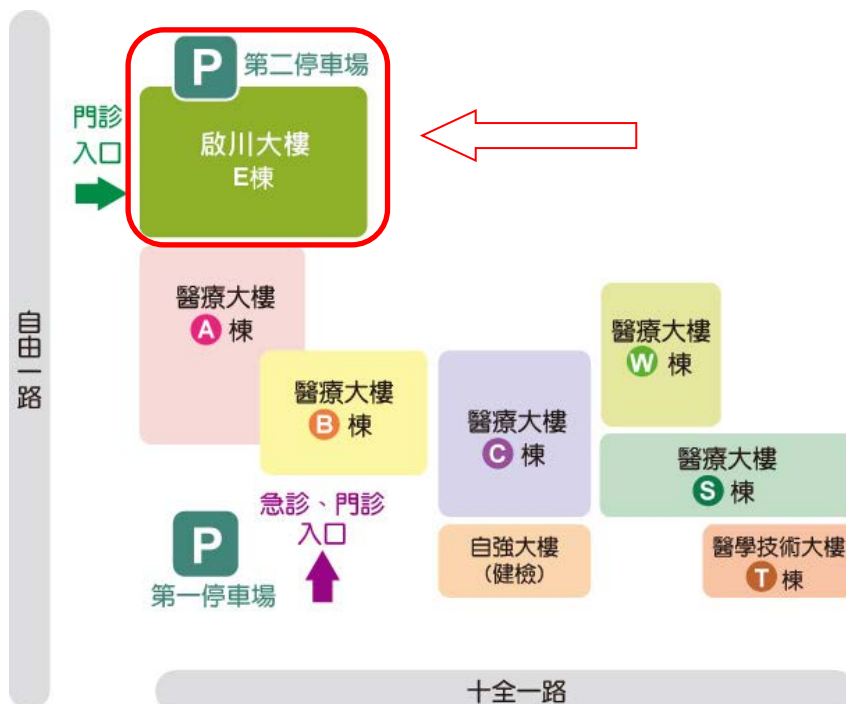 P 第二停車場
門診
入口
啟川大樓
E棟
醫療大樓
A 棟
自由一路
醫療大樓
B 棟
醫療大樓
C 棟
醫療大樓
W 棟
醫療大樓
S 棟
急診、門診
入口
P
第一停車場
自強大樓
(健檢)
醫學技術大樓
T 棟
十全一路